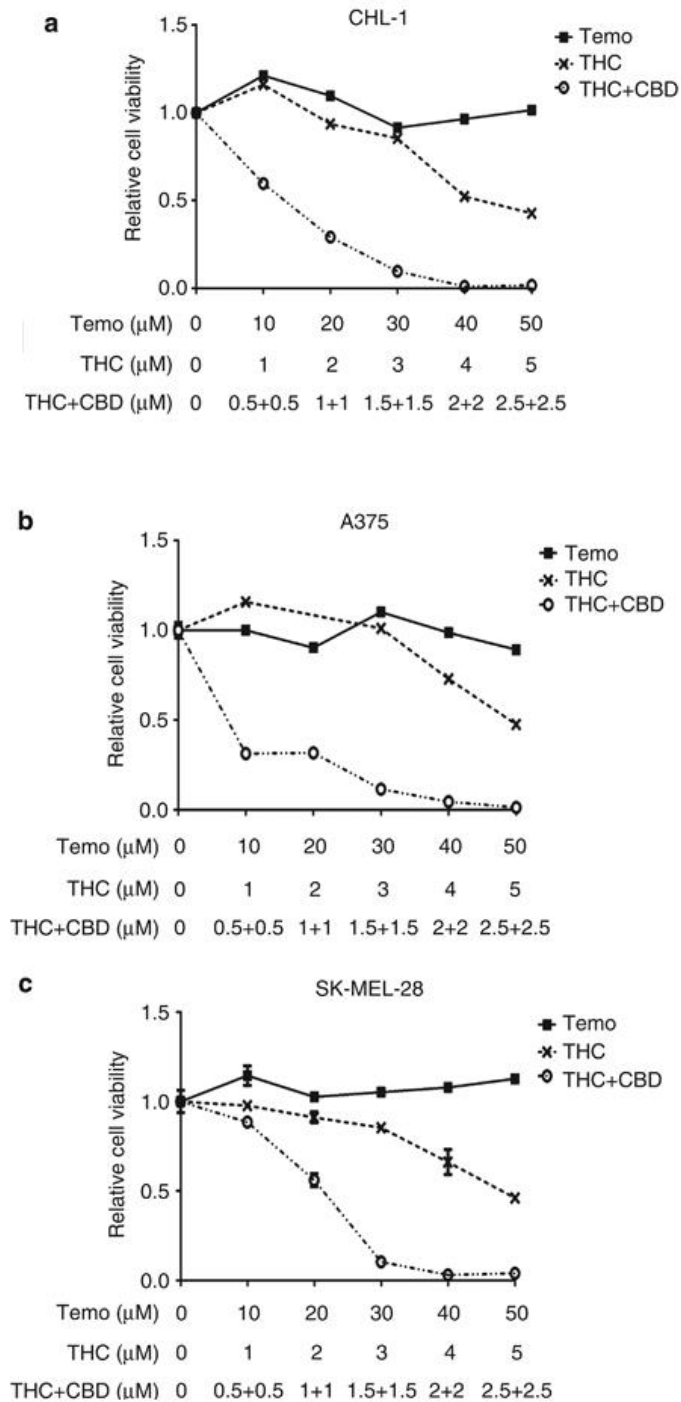 a
CHL-1
Temo
THC
THC+CBD
Relative cell viability
1.5
1.0
0.5
0.0
Temo (μM) 0 10 20 30 40 50
THC (μM) 0 1 2 3 4 5
THC+CBD (μM) 0 0.5+0.5 1+1 1.5+1.5 2+2 2.5+2.5
b
A375
Temo
THC
THC+CBD
Relative cell viability
1.5
1.0
0.5
0.0
Temo (μM) 0 10 20 30 40 50
THC (μM) 0 1 2 3 4 5
THC+CBD (μM) 0 0.5+0.5 1+1 1.5+1.5 2+2 2.5+2.5
c
SK-MEL-28
Temo
THC
THC+CBD
Relative cell viability
1.5
1.0
0.5
0.0
Temo (μM) 0 10 20 30 40 50
THC (μM) 0 1 2 3 4 5
THC+CBD (μM) 0 0.5+0.5 1+1 1.5+1.5 2+2 2.5+2.5